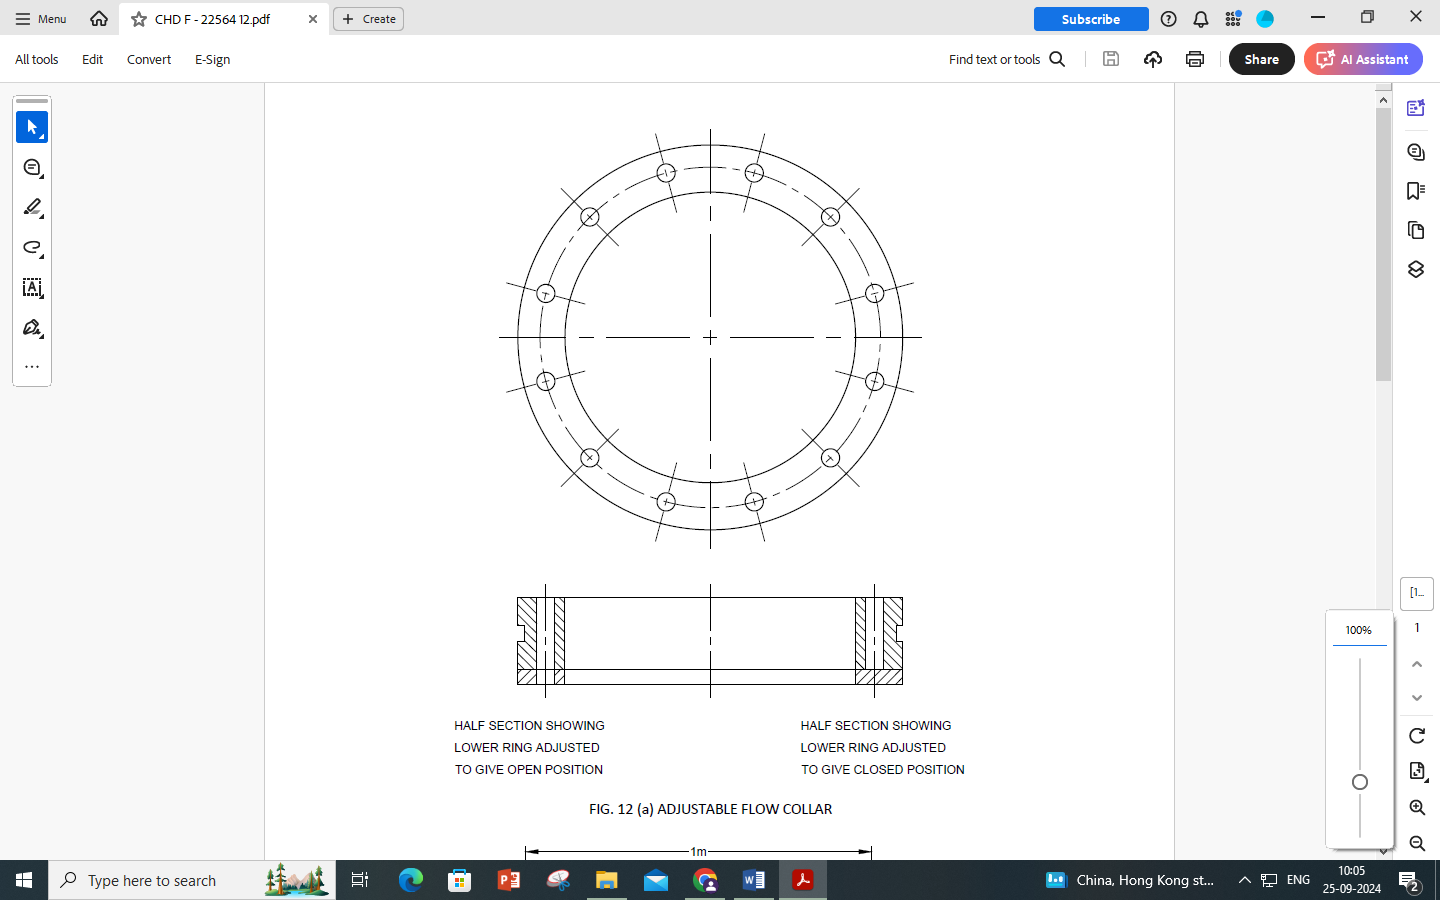 Menu
CHD F - 22564 12.pdf
Create
Subscribe
All tools
Edit
Convert
E-Sign
Find text or tools
Share
AI Assistant
[1...
100%
1
HALF SECTION SHOWING
LOWER RING ADJUSTED
TO GIVE OPEN POSITION
HALF SECTION SHOWING
LOWER RING ADJUSTED
TO GIVE CLOSED POSITION
FIG. 12 (a) ADJUSTABLE FLOW COLLAR
1m
Type here to search
China, Hong Kong st...
ENG
10:05
25-09-2024
2